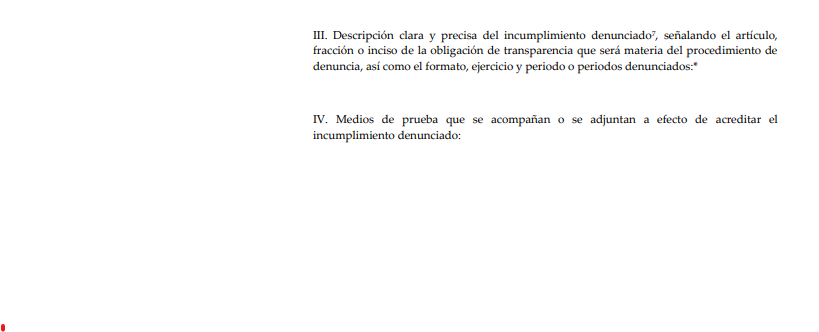 III. Descripción clara y precisa del incumplimiento denunciado⁷, señalando el artículo,
fracción o inciso de la obligación de transparencia que será materia del procedimiento de
denuncia, así como el formato, ejercicio y periodo o periodos denunciados:*
IV. Medios de prueba que se acompañan o se adjuntan a efecto de acreditar el
incumplimiento denunciado: